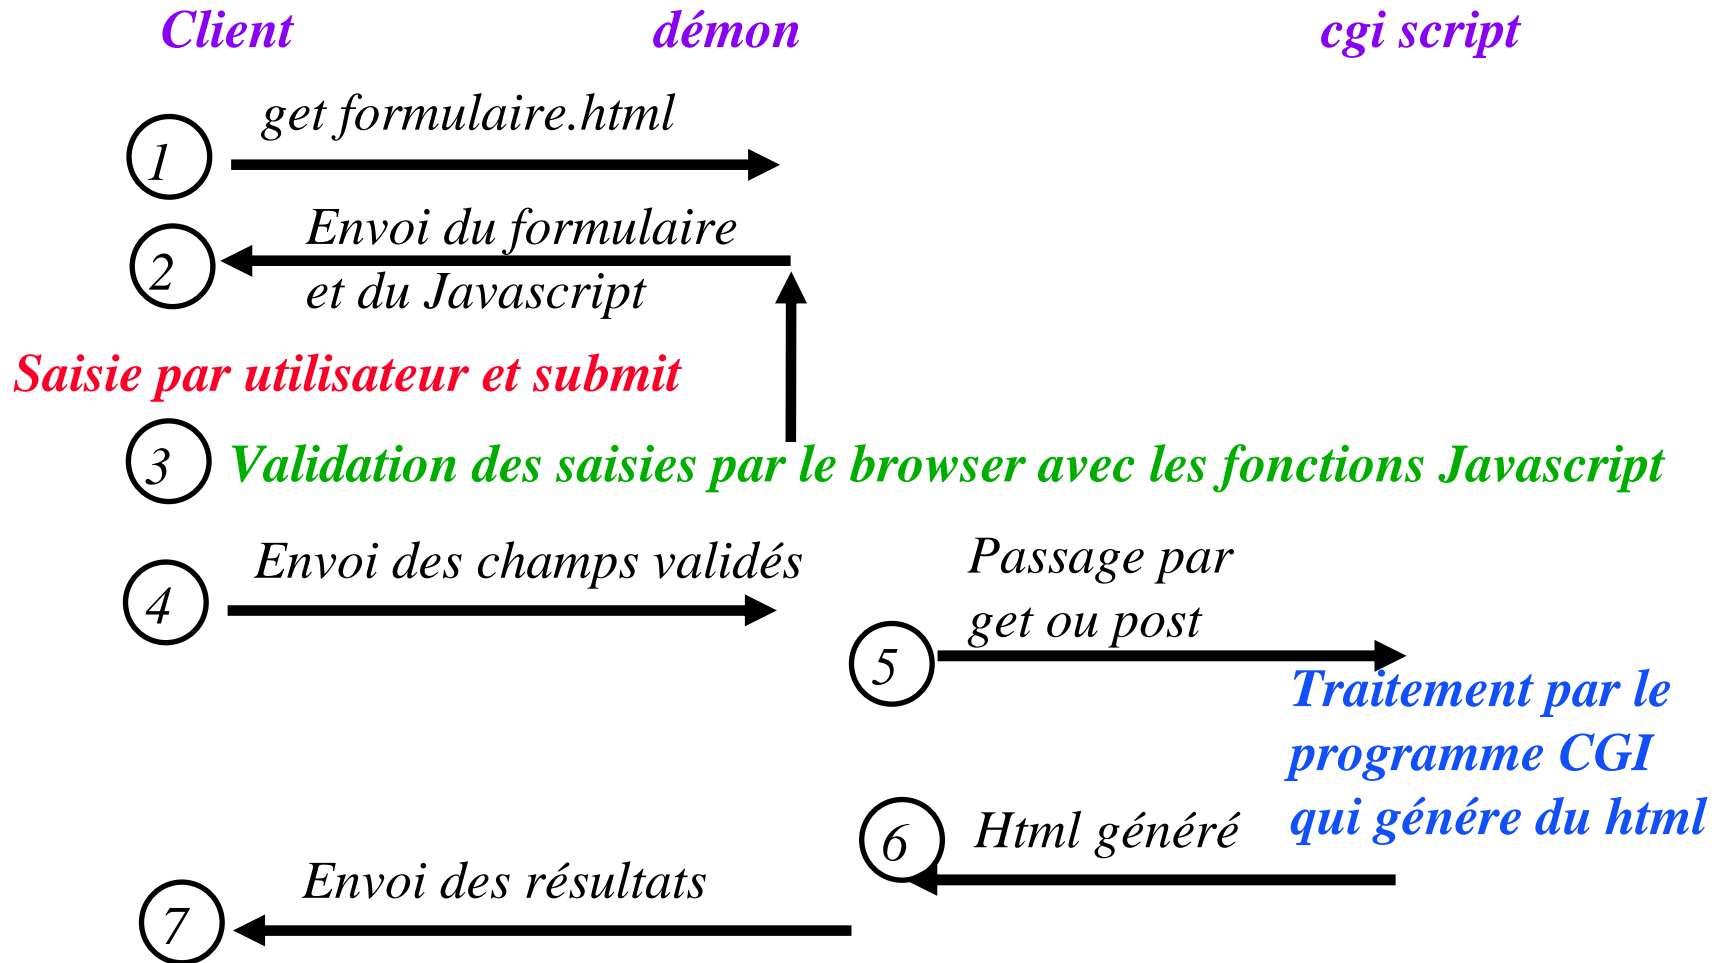 Client démon cgi script
get formulaire.html
1
Envoi du formulaire
2
et du Javascript
Saisie par utilisateur et submit
3 Validation des saisies par le browser avec les fonctions Javascript
Envoi des champs validés
4
Passage par
get ou post
5
Traitement par le
programme CGI
qui génére du html
6 Html généré
Envoi des résultats
7